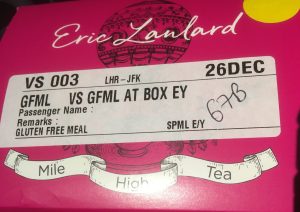 Eric Lanlard
VS 003 LHR-JFK 26DEC
GFML VS GFML AT BOX EY
Passenger Name :
Remarks :
GLUTEN FREE MEAL SPML E/Y
67B
Mile High Tea